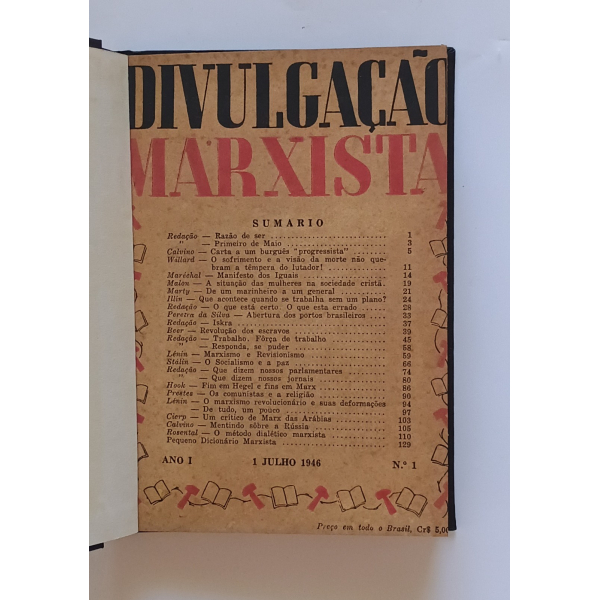 DIVULGAÇÃO
MARXISTA
SUMARIO
Redação — Razão de ser ............................ 1
" — Primeiro de Maio ........................ 3
Calvino — Carta a um burguês "progressista" ........ 5
Willard — O sofrimento e a visão da morte não que-
bram a têmpera do lutador! ................ 11
Maréchal — Manifesto dos Iguais .................... 14
Malon — A situação das mulheres na sociedade cristã. 19
Marty — De um marinheiro a um general ............ 21
Ilin — Que acontece quando se trabalha sem um plano? 24
Redação — O que está certo. O que esta errado ....... 28
Pereira da Silva — Abertura dos portos brasileiros .... 33
Redação — Iskra .................................... 37
Beer — Revolução dos escravos ...................... 39
Redação — Trabalho, Fôrça de trabalho .............. 45
" — Responda, se puder ...................... 58
Lênin — Marxismo e Revisionismo .................. 59
Stálin — O Socialismo e a paz ...................... 66
Redação — Que dizem nossos parlamentares .......... 74
" — Que dizem nossos jornais ................ 80
Hook — Fim em Hegel e fins em Marx .............. 86
Prestes — Os comunistas e a religião ................ 90
Lênin — O marxismo revolucionário e suas deformações 94
— De tudo, um pouco ...................... 97
Cierp — Um crítico de Marx das Arábias ............ 103
Calvino — Mentindo sôbre a Rússia ................ 105
Rosental — O método dialético marxista .............. 110
Pequeno Dicionário Marxista ........................ 129
ANO I 1 JULHO 1946 N.º 1
Preço em todo o Brasil, Cr$ 5,00